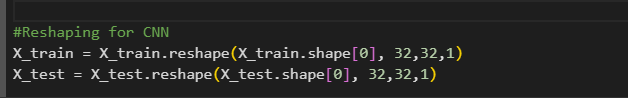 #Reshaping for CNN
X_train = X_train.reshape(X_train.shape[0], 32,32,1)
X_test = X_test.reshape(X_test.shape[0], 32,32,1)